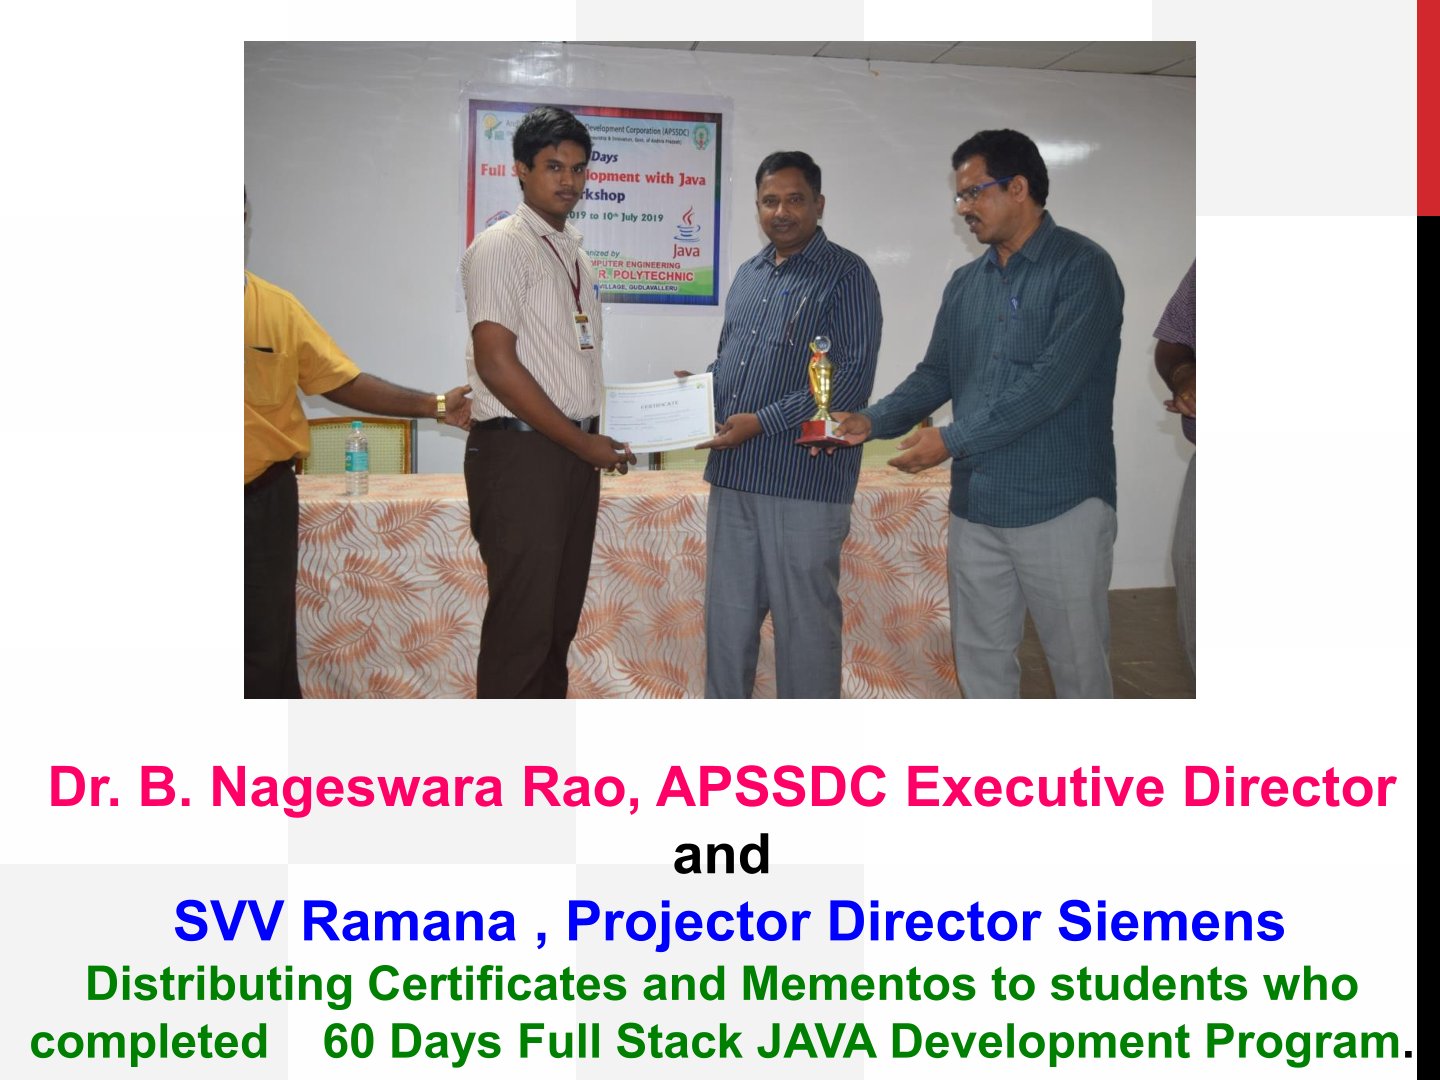 Development Corporation (APSSDC)
Days
Full lopment with Java
rkshop
2019 to 10th July 2019
Java
nized by
MPUTER ENGINEERING
R. POLYTECHNIC
VILLAGE, GUDLAVALLERU
CERTIFICATE
Dr. B. Nageswara Rao, APSSDC Executive Director
and
SVV Ramana , Projector Director Siemens
Distributing Certificates and Mementos to students who
completed 60 Days Full Stack JAVA Development Program.